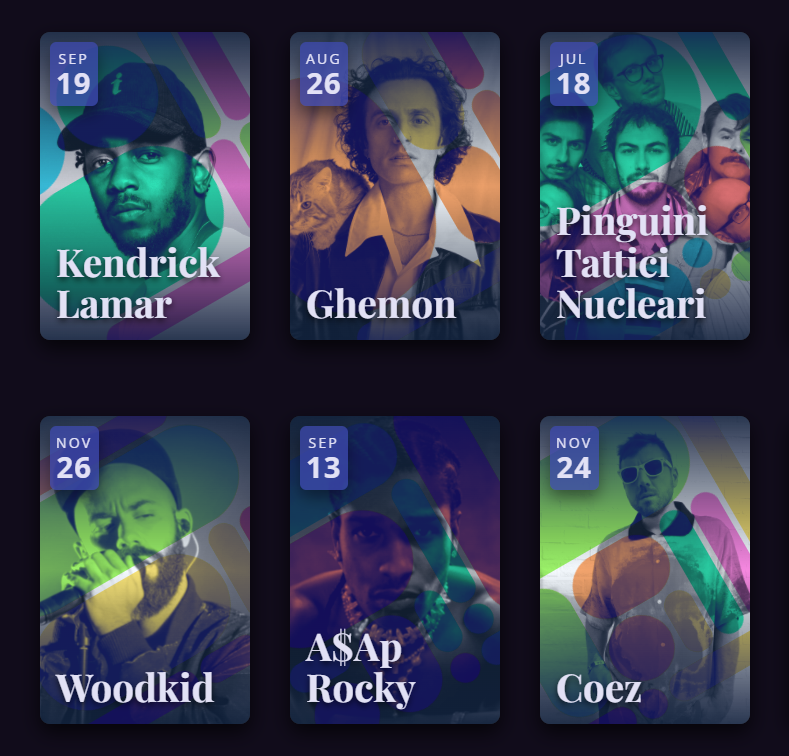 SEP
19
Kendrick
Lamar
AUG
26
Ghemon
JUL
18
Pinguini
Tattici
Nucleari
NOV
26
Woodkid
SEP
13
A$Ap
Rocky
NOV
24
Coez